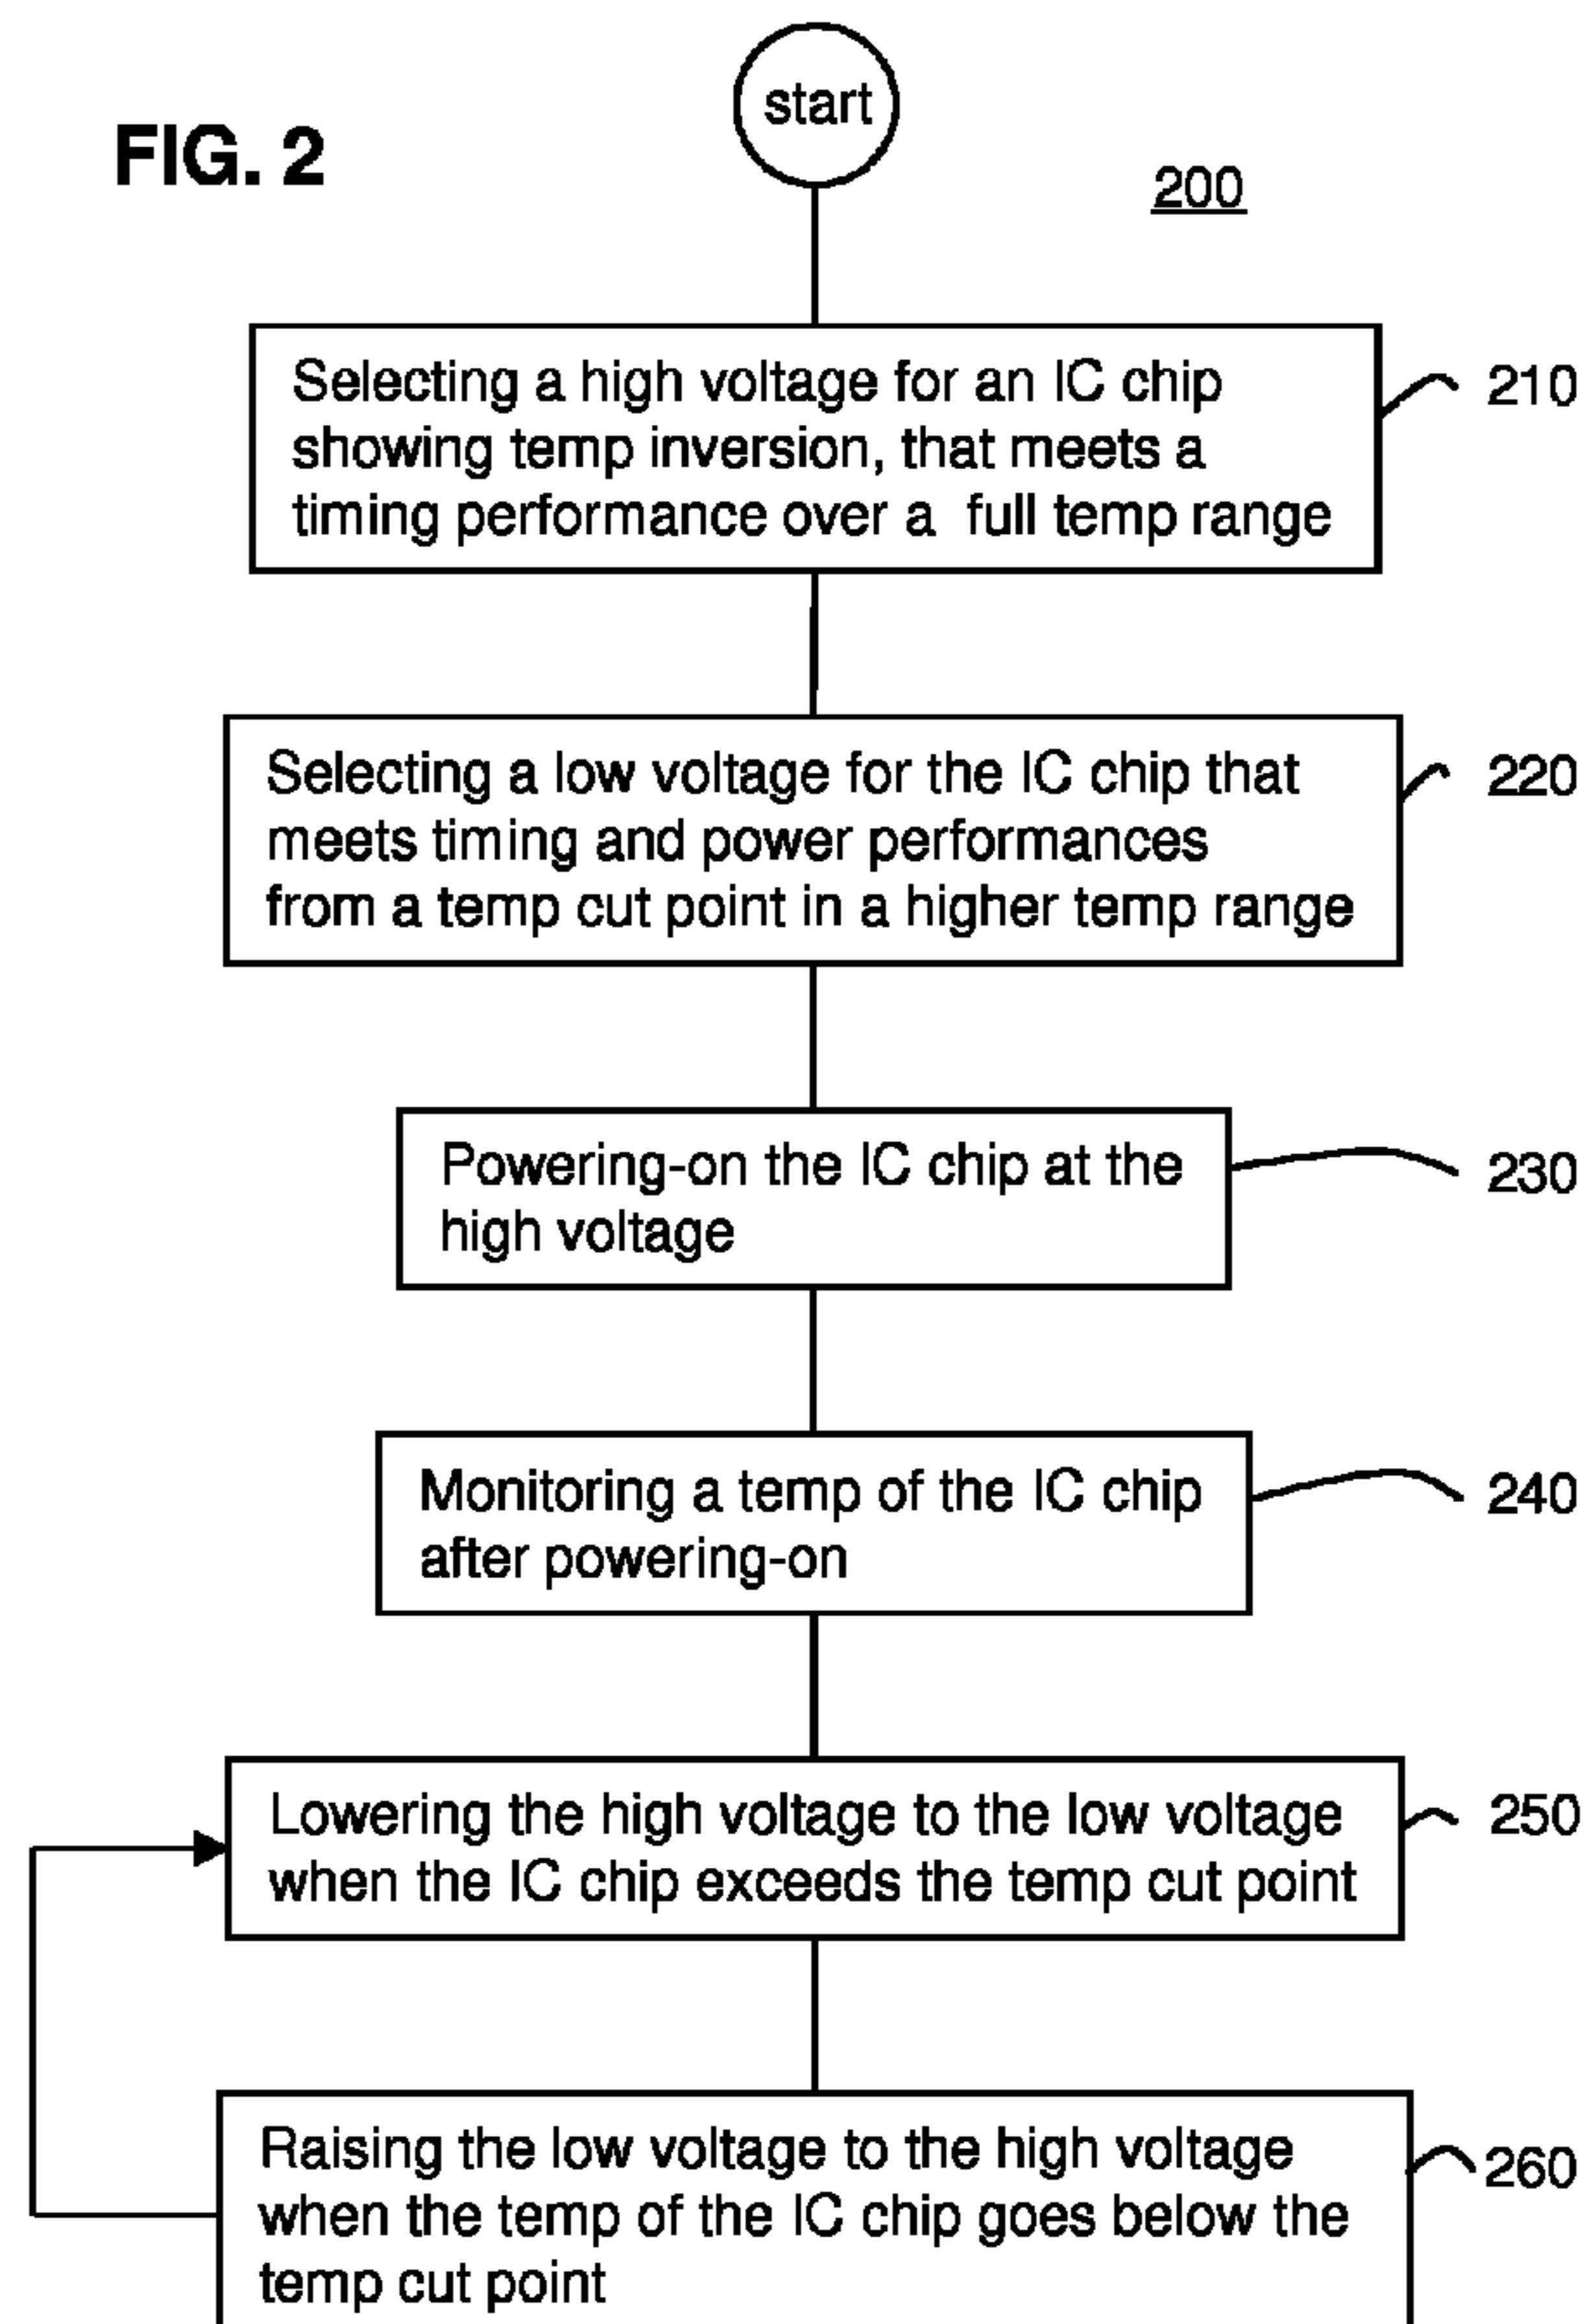 start
FIG. 2
200
Selecting a high voltage for an IC chip
showing temp inversion, that meets a
timing performance over a full temp range
210
Selecting a low voltage for the IC chip that
meets timing and power performances
from a temp cut point in a higher temp range
220
Powering-on the IC chip at the
high voltage
230
Monitoring a temp of the IC chip
after powering-on
240
Lowering the high voltage to the low voltage
when the IC chip exceeds the temp cut point
250
Raising the low voltage to the high voltage
when the temp of the IC chip goes below the
temp cut point
260